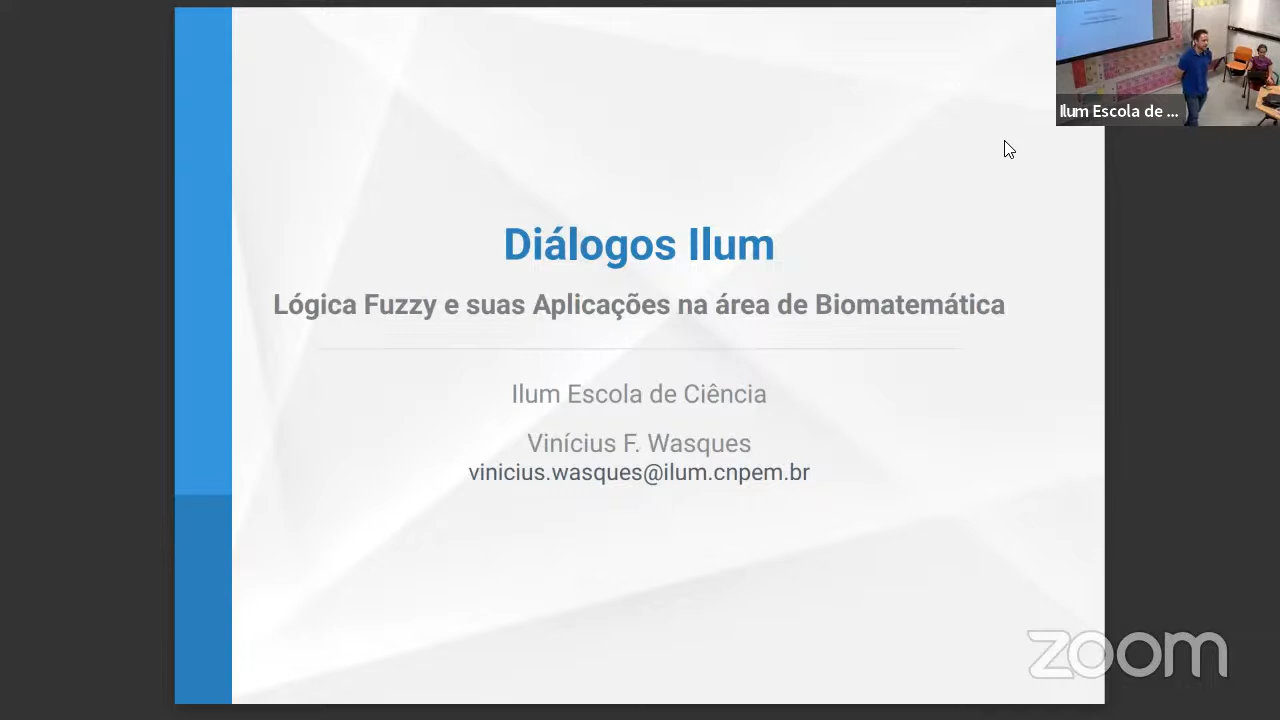 Ilum Escola de ...
Diálogos Ilum
Lógica Fuzzy e suas Aplicações na área de Biomatemática
Ilum Escola de Ciência
Vinícius F. Wasques
vinicius.wasques@ilum.cnpem.br
zoom